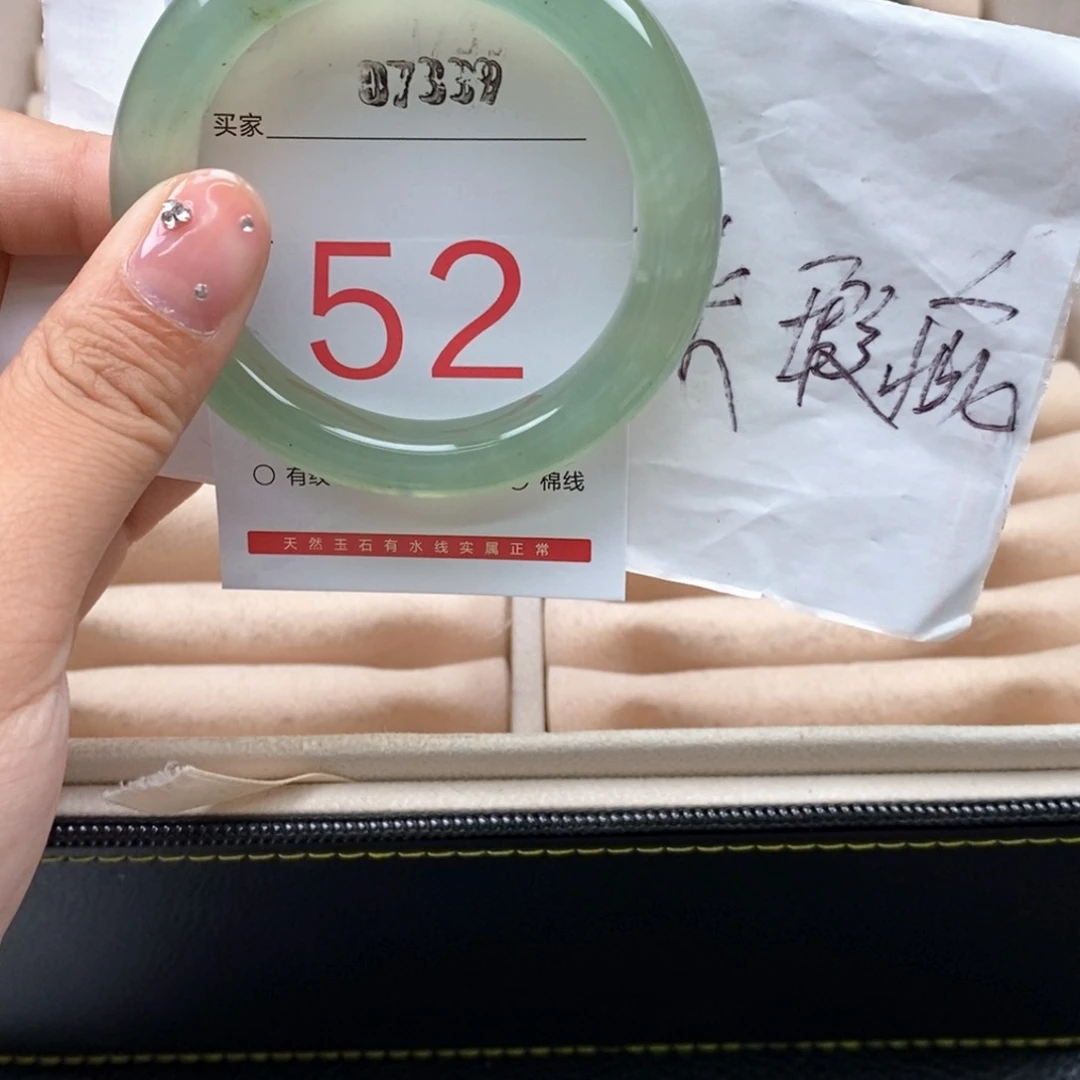 07339
买家
52
瑕疵
有纹
棉线
天然玉石有水线实属正常